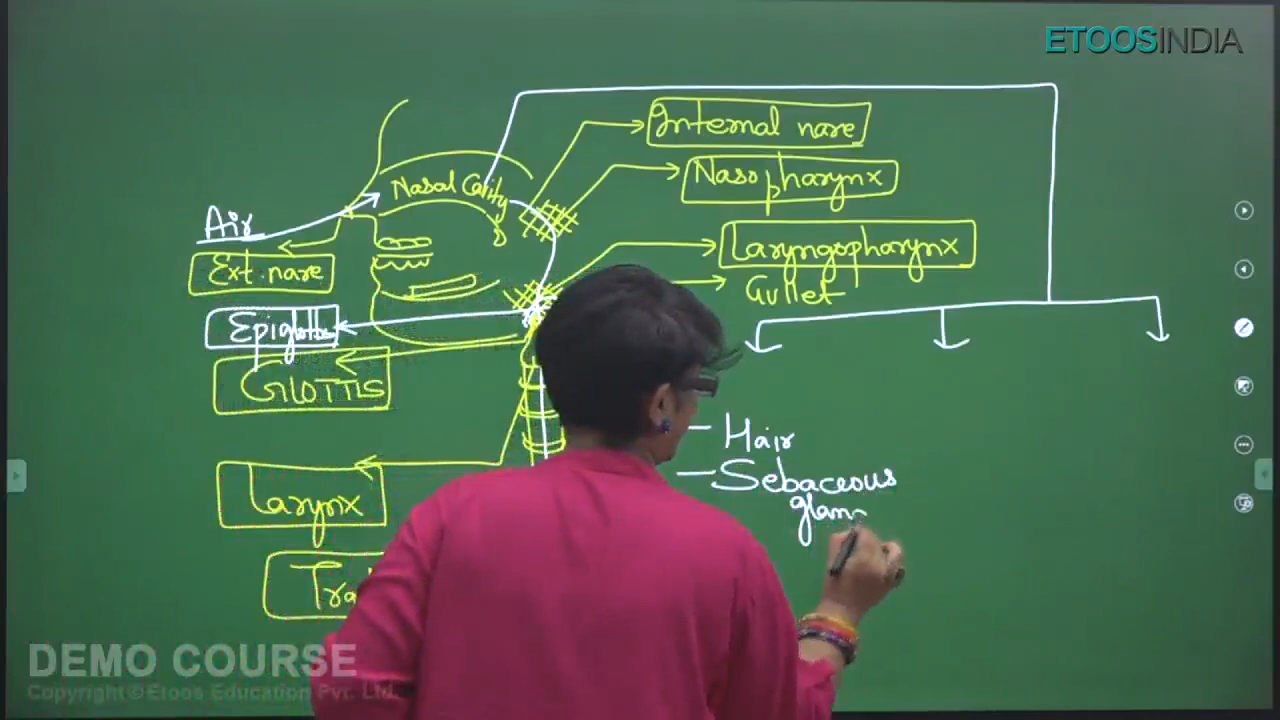 ETOOSINDIA
Internal nare
Nasal Cavity
Nasopharynx
Air
Laryngopharynx
Ext. nare
Gullet
Epiglottis
GLOTTIS
Hair
Sebaceous
Larynx
DEMO COURSE
Copyright ©Etoos Education Pvt. Ltd.